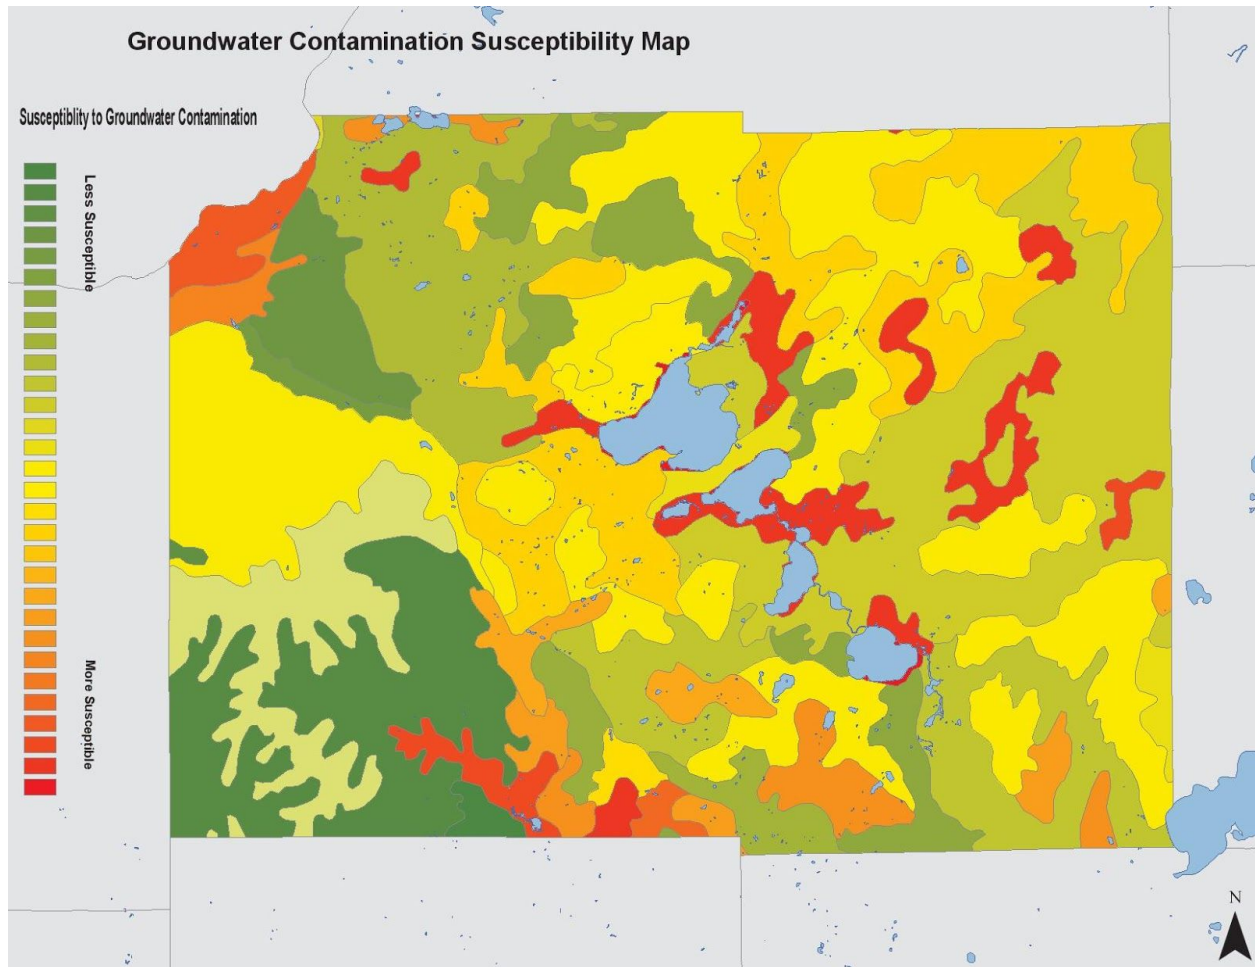 Groundwater Contamination Susceptibility Map
Susceptiblity to Groundwater Contamination
Less Susceptible
More Susceptible
N